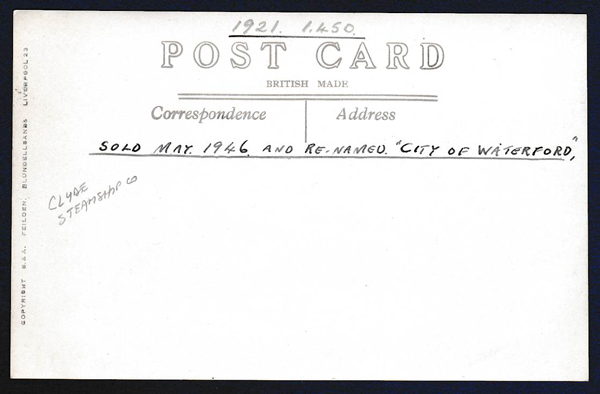 1921. 1.450.
POST CARD
BRITISH MADE
Correspondence
Address
SOLD MAY. 1946. AND RE-NAMED. "CITY OF WATERFORD",
CLYDE
STEAMSHIP CO
COPYRIGHT B.& A. FEILDEN. BLUNDELLSANDS LIVERPOOL 23